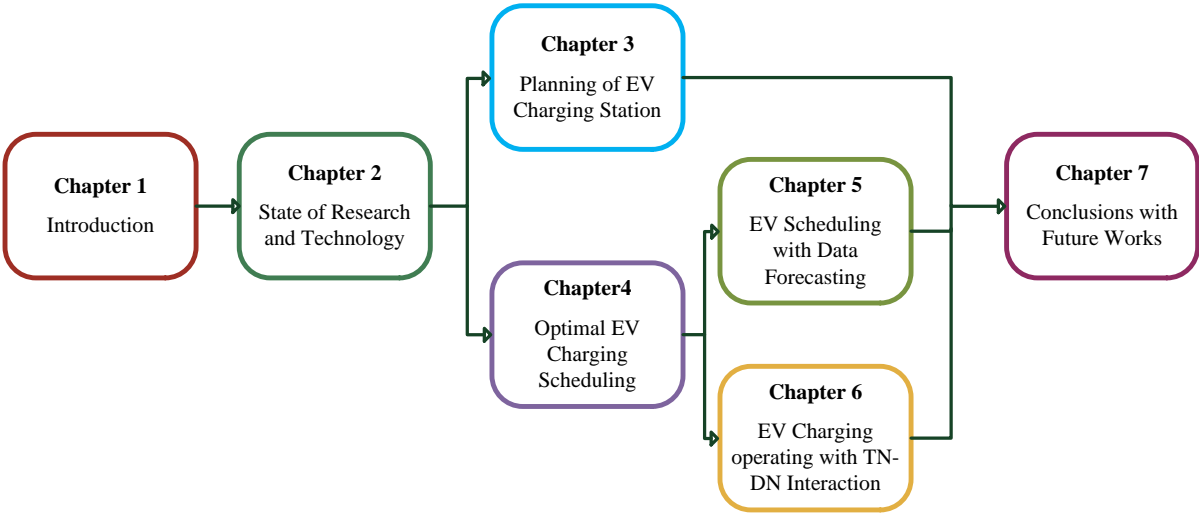 Chapter 1
Introduction
Chapter 2
State of Research
and Technology
Chapter 3
Planning of EV
Charging Station
Chapter4
Optimal EV
Charging
Scheduling
Chapter 5
EV Scheduling
with Data
Forecasting
Chapter 6
EV Charging
operating with TN-
DN Interaction
Chapter 7
Conclusions with
Future Works